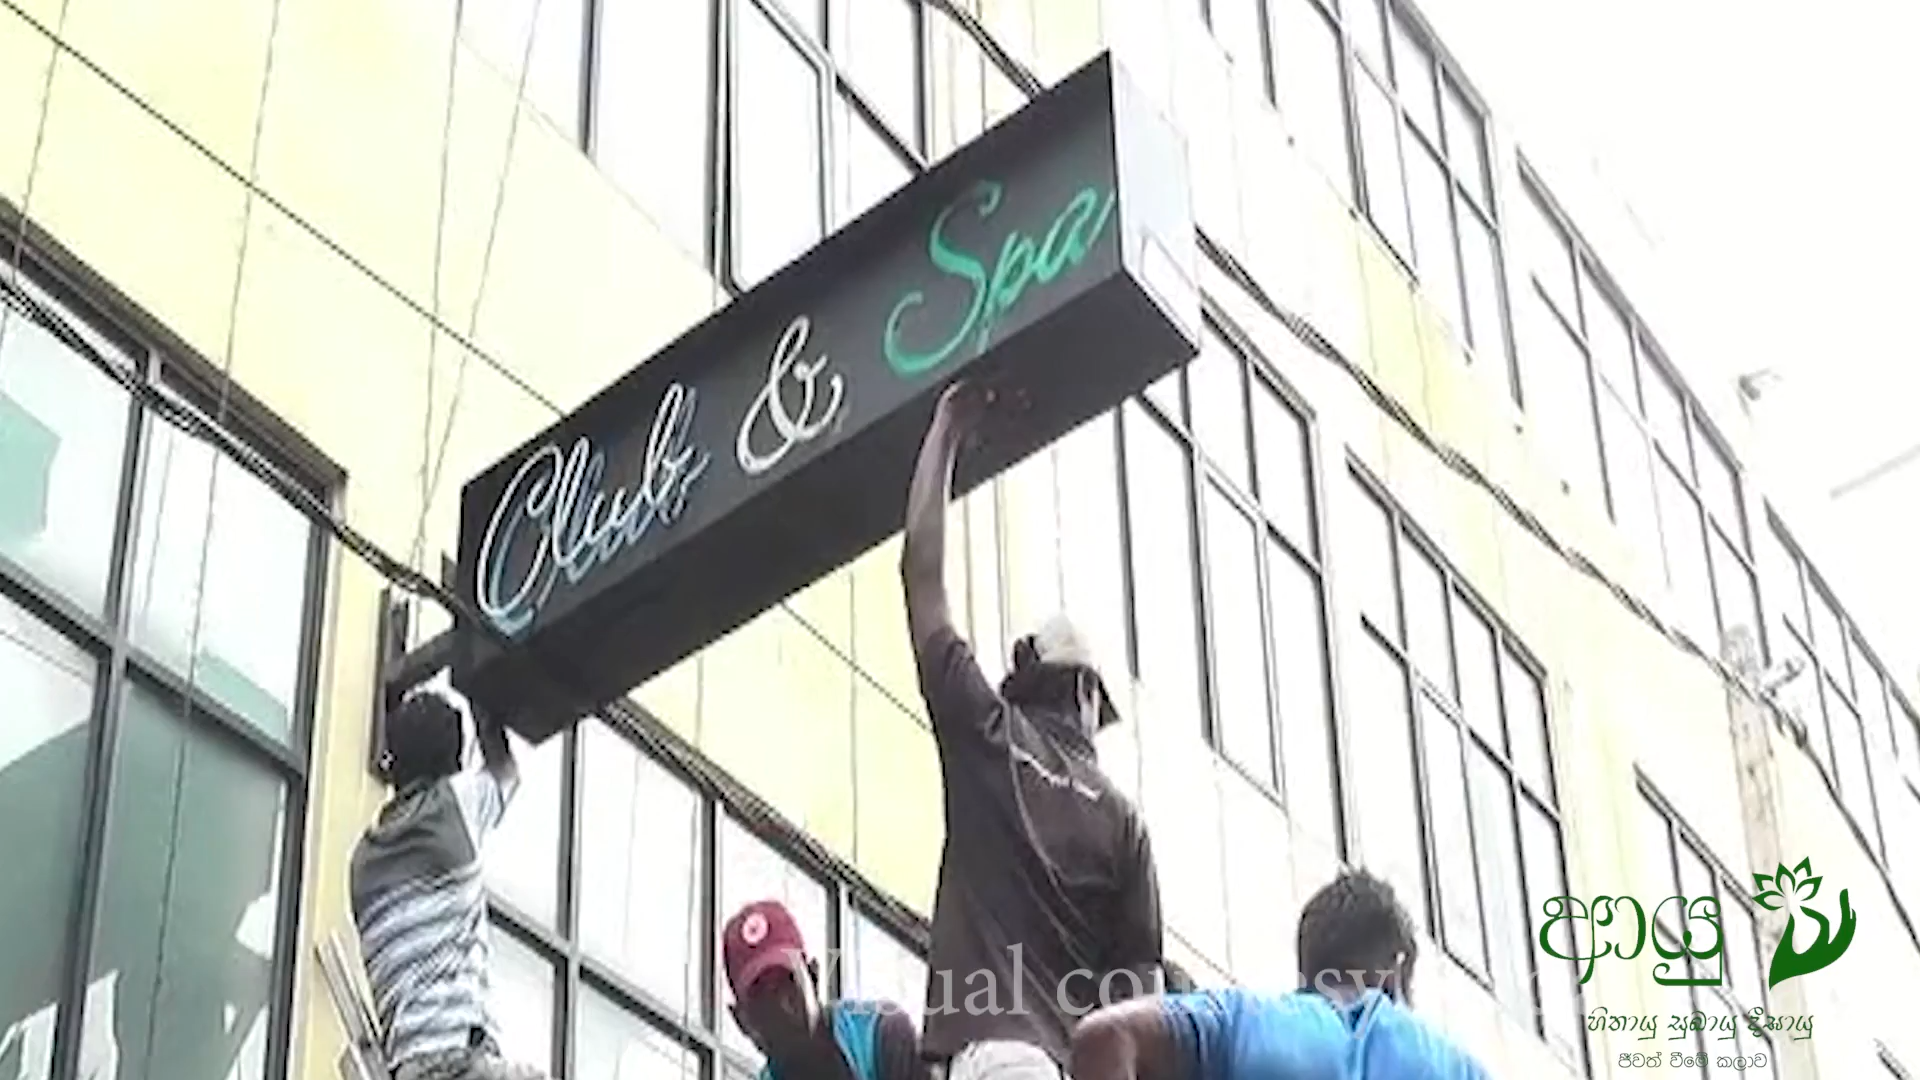 Club & Spa
Visual courtesy
ආයු
හිතායු සුඛායු දීඝායු
ජීවත් වීමේ කලාව